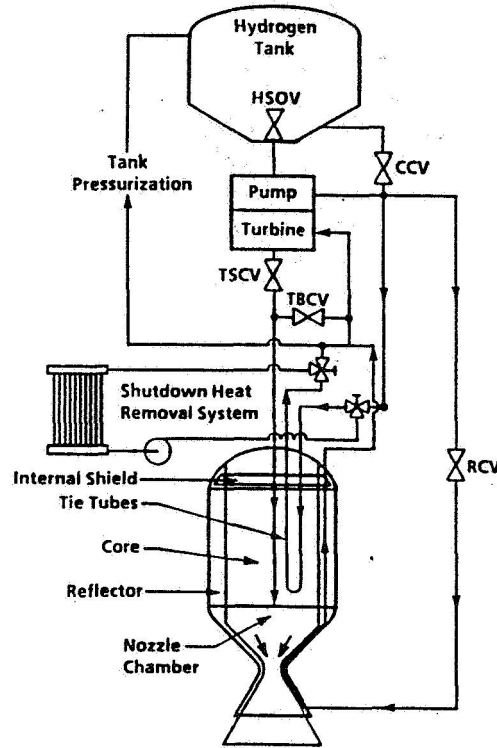 Hydrogen
Tank
HSOV
CCV
Tank
Pressurization
Pump
Turbine
TSCV
TBCV
Shutdown Heat
Removal System
RCV
Internal Shield
Tie Tubes
Core
Reflector
Nozzle
Chamber